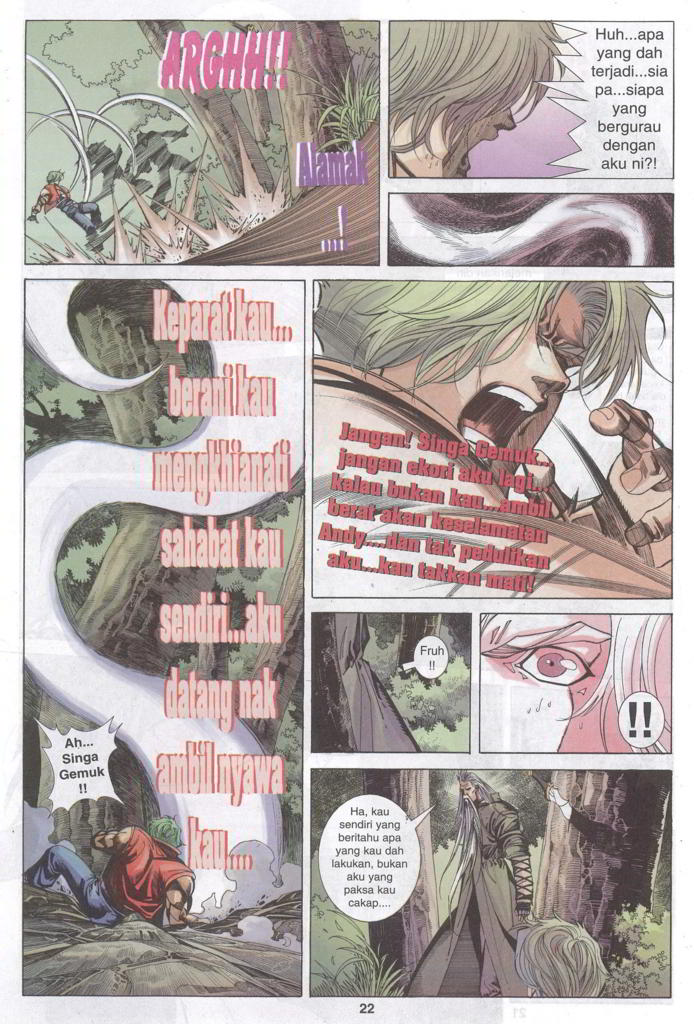 ARGHH!!
Alamak
...!
Huh...apa
yang dah
terjadi...sia
pa...siapa
yang
bergurau
dengan
aku ni?!
Keparat kau...
berani kau
mengkhianati
sahabat kau
sendiri...aku
datang nak
ambil nyawa
kau....
Ah...
Singa
Gemuk
!!
Jangan! Singa Gemuk...
jangan ekori aku lagi...
kalau bukan kau...ambil
berat akan keselamatan
Andy....dan tak pedulikan
aku...kau takkan mati!
Fruh
!!
!!
Ha, kau
sendiri yang
beritahu apa
yang kau dah
lakukan, bukan
aku yang
paksa kau
cakap....
22